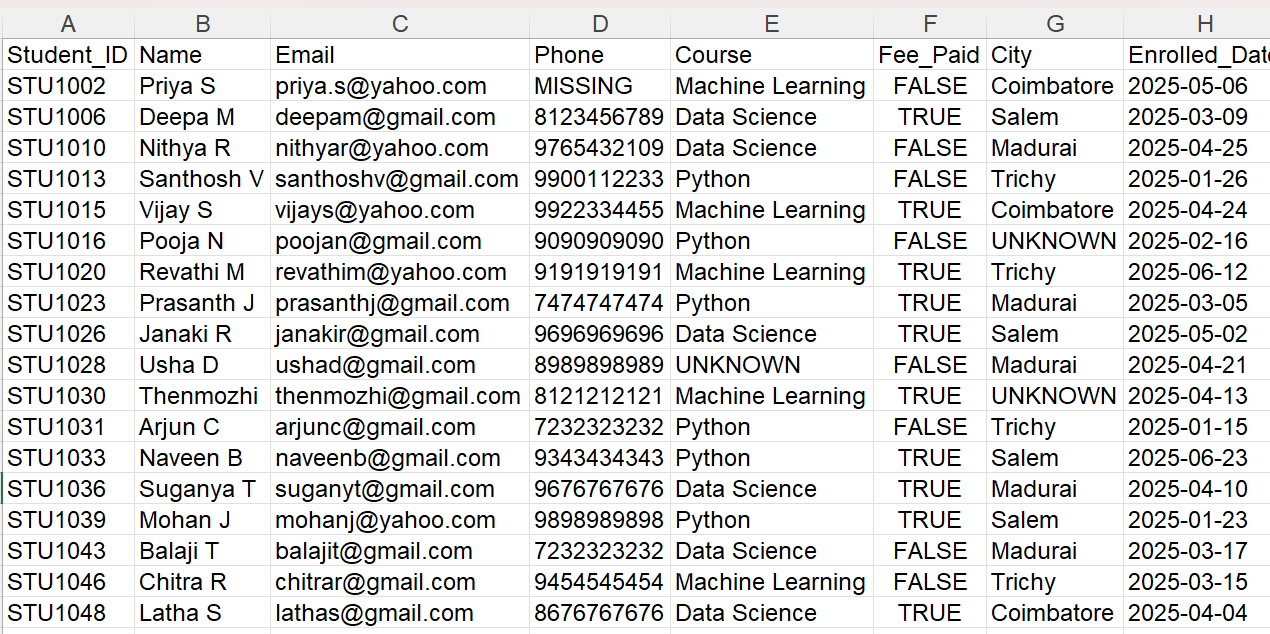 A B C D E F G H
Student_ID Name Email Phone Course Fee_Paid City Enrolled_Date
STU1002 Priya S priya.s@yahoo.com MISSING Machine Learning FALSE Coimbatore 2025-05-06
STU1006 Deepa M deepam@gmail.com 8123456789 Data Science TRUE Salem 2025-03-09
STU1010 Nithya R nithyar@yahoo.com 9765432109 Data Science FALSE Madurai 2025-04-25
STU1013 Santhosh V santhoshv@gmail.com 9900112233 Python FALSE Trichy 2025-01-26
STU1015 Vijay S vijays@yahoo.com 9922334455 Machine Learning TRUE Coimbatore 2025-04-24
STU1016 Pooja N poojan@gmail.com 9090909090 Python FALSE UNKNOWN 2025-02-16
STU1020 Revathi M revathim@yahoo.com 9191919191 Machine Learning TRUE Trichy 2025-06-12
STU1023 Prasanth J prasanthj@gmail.com 7474747474 Python TRUE Madurai 2025-03-05
STU1026 Janaki R janakir@gmail.com 9696969696 Data Science TRUE Salem 2025-05-02
STU1028 Usha D ushad@gmail.com 8989898989 UNKNOWN FALSE Madurai 2025-04-21
STU1030 Thenmozhi thenmozhi@gmail.com 8121212121 Machine Learning TRUE UNKNOWN 2025-04-13
STU1031 Arjun C arjunc@gmail.com 7232323232 Python FALSE Trichy 2025-01-15
STU1033 Naveen B naveenb@gmail.com 9343434343 Python TRUE Salem 2025-06-23
STU1036 Suganya T suganyt@gmail.com 9676767676 Data Science TRUE Madurai 2025-04-10
STU1039 Mohan J mohanj@yahoo.com 9898989898 Python TRUE Salem 2025-01-23
STU1043 Balaji T balajit@gmail.com 7232323232 Data Science FALSE Madurai 2025-03-17
STU1046 Chitra R chitrar@gmail.com 9454545454 Machine Learning FALSE Trichy 2025-03-15
STU1048 Latha S lathas@gmail.com 8676767676 Data Science TRUE Coimbatore 2025-04-04